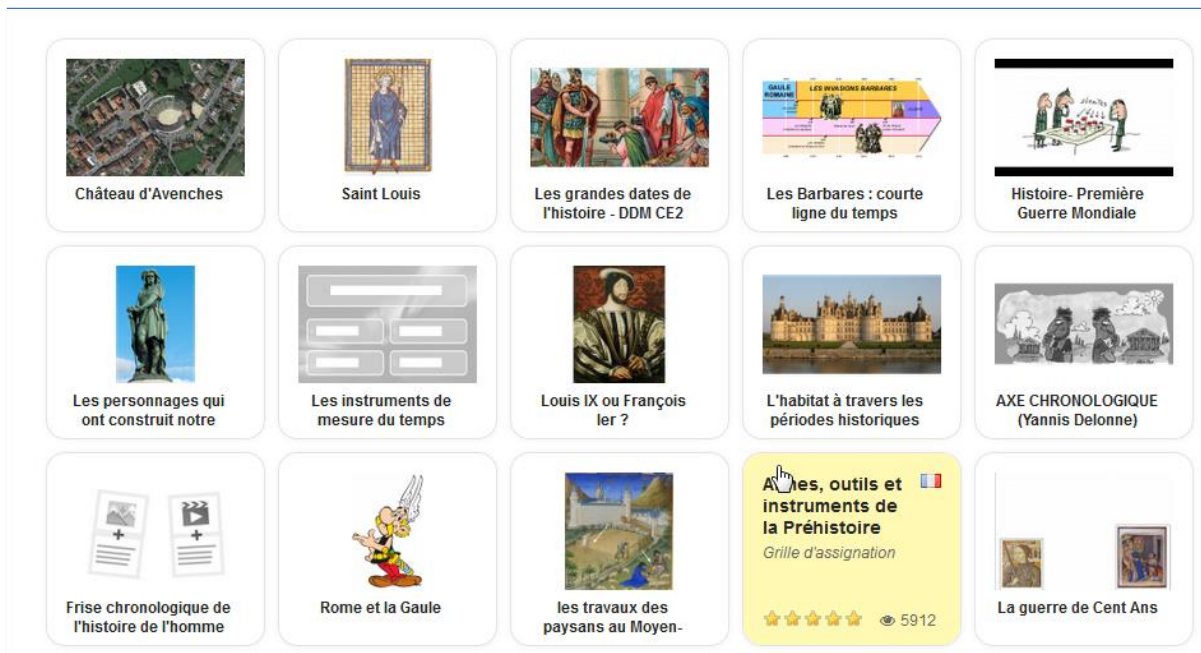 Château d'Avenches
Saint Louis
Les grandes dates de
l'histoire - DDM CE2
GAULE
ROMAINE
LES INVASIONS BARBARES
Les Barbares : courte
ligne du temps
Histoire- Première
Guerre Mondiale
Les personnages qui
ont construit notre
Les instruments de
mesure du temps
Louis IX ou François
Ier ?
L'habitat à travers les
périodes historiques
AXE CHRONOLOGIQUE
(Yannis Delonne)
Frise chronologique de
l'histoire de l'homme
Rome et la Gaule
les travaux des
paysans au Moyen-
outils et
instruments de
la Préhistoire
Grille d'assignation
5912
La guerre de Cent Ans